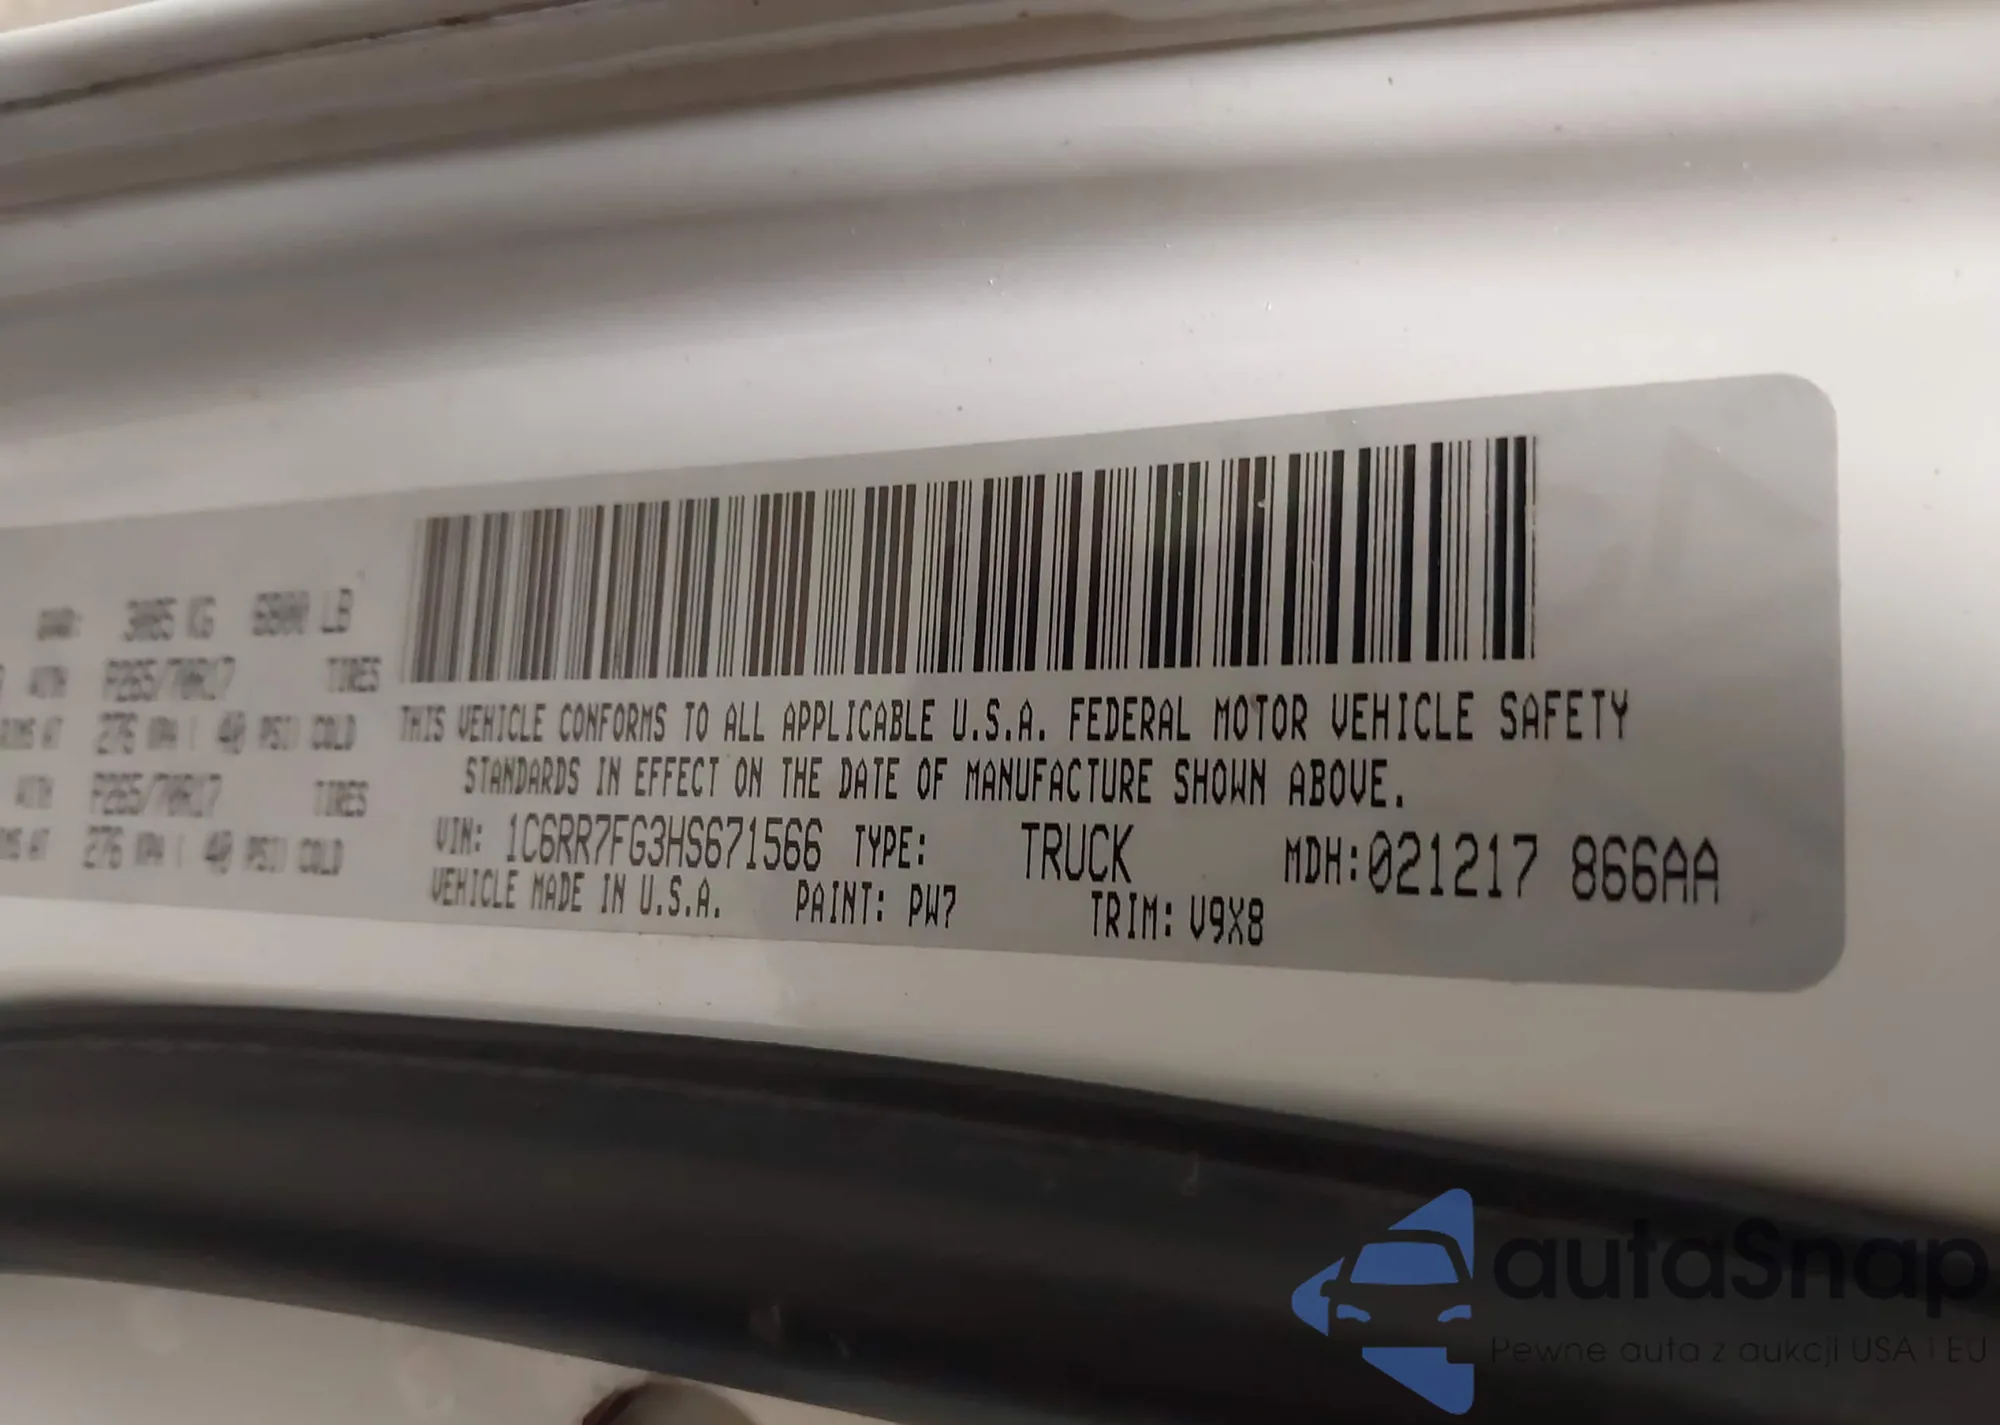 3085 KG 6800 LB
P265/70R17 TIRES
276 KPA ( 40 PSI) COLD
P265/70R17 TIRES
276 KPA ( 40 PSI) COLD
THIS VEHICLE CONFORMS TO ALL APPLICABLE U.S.A. FEDERAL MOTOR VEHICLE SAFETY
STANDARDS IN EFFECT ON THE DATE OF MANUFACTURE SHOWN ABOVE.
VIN: 1C6RR7FG3HS671566 TYPE: TRUCK MDH:021217 866AA
VEHICLE MADE IN U.S.A. PAINT: PW7 TRIM: V9X8
autaSnap
Pewne auta z aukcji USA i EU